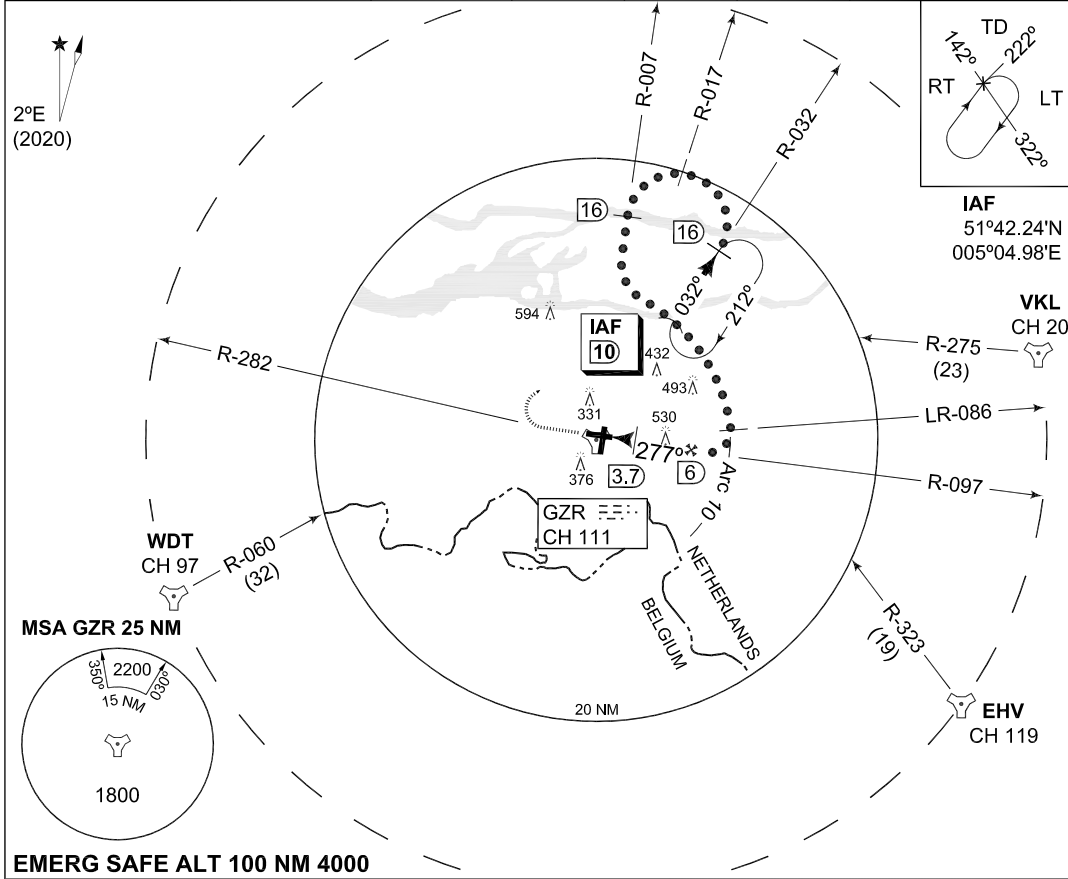 R-007
R-017
R-032
2ºE
(2020)
TD
142º
222º
RT
LT
322º
IAF
51º42.24'N
005º04.98'E
16
16
032º
212º
594
IAF
10
432
493
331
530
376
277º
3.7
6
VKL
CH 20
R-275
(23)
R-282
LR-086
R-097
Arc 10
GZR
CH 111
WDT
CH 97
R-060
(32)
NETHERLANDS
BELGIUM
R-323
(19)
EHV
CH 119
20 NM
MSA GZR 25 NM
350º
2200
030º
15 NM
1800
EMERG SAFE ALT 100 NM 4000